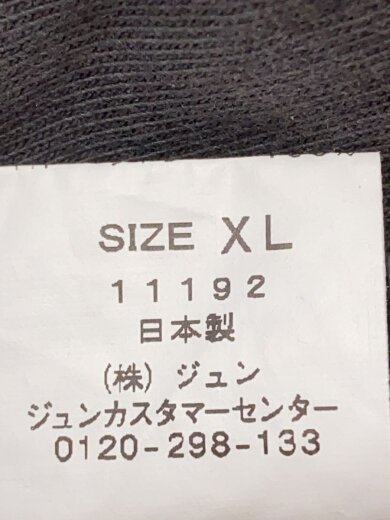 SIZE XL
11192
日本製
(株) ジュン
ジュンカスタマーセンター
0120-298-133